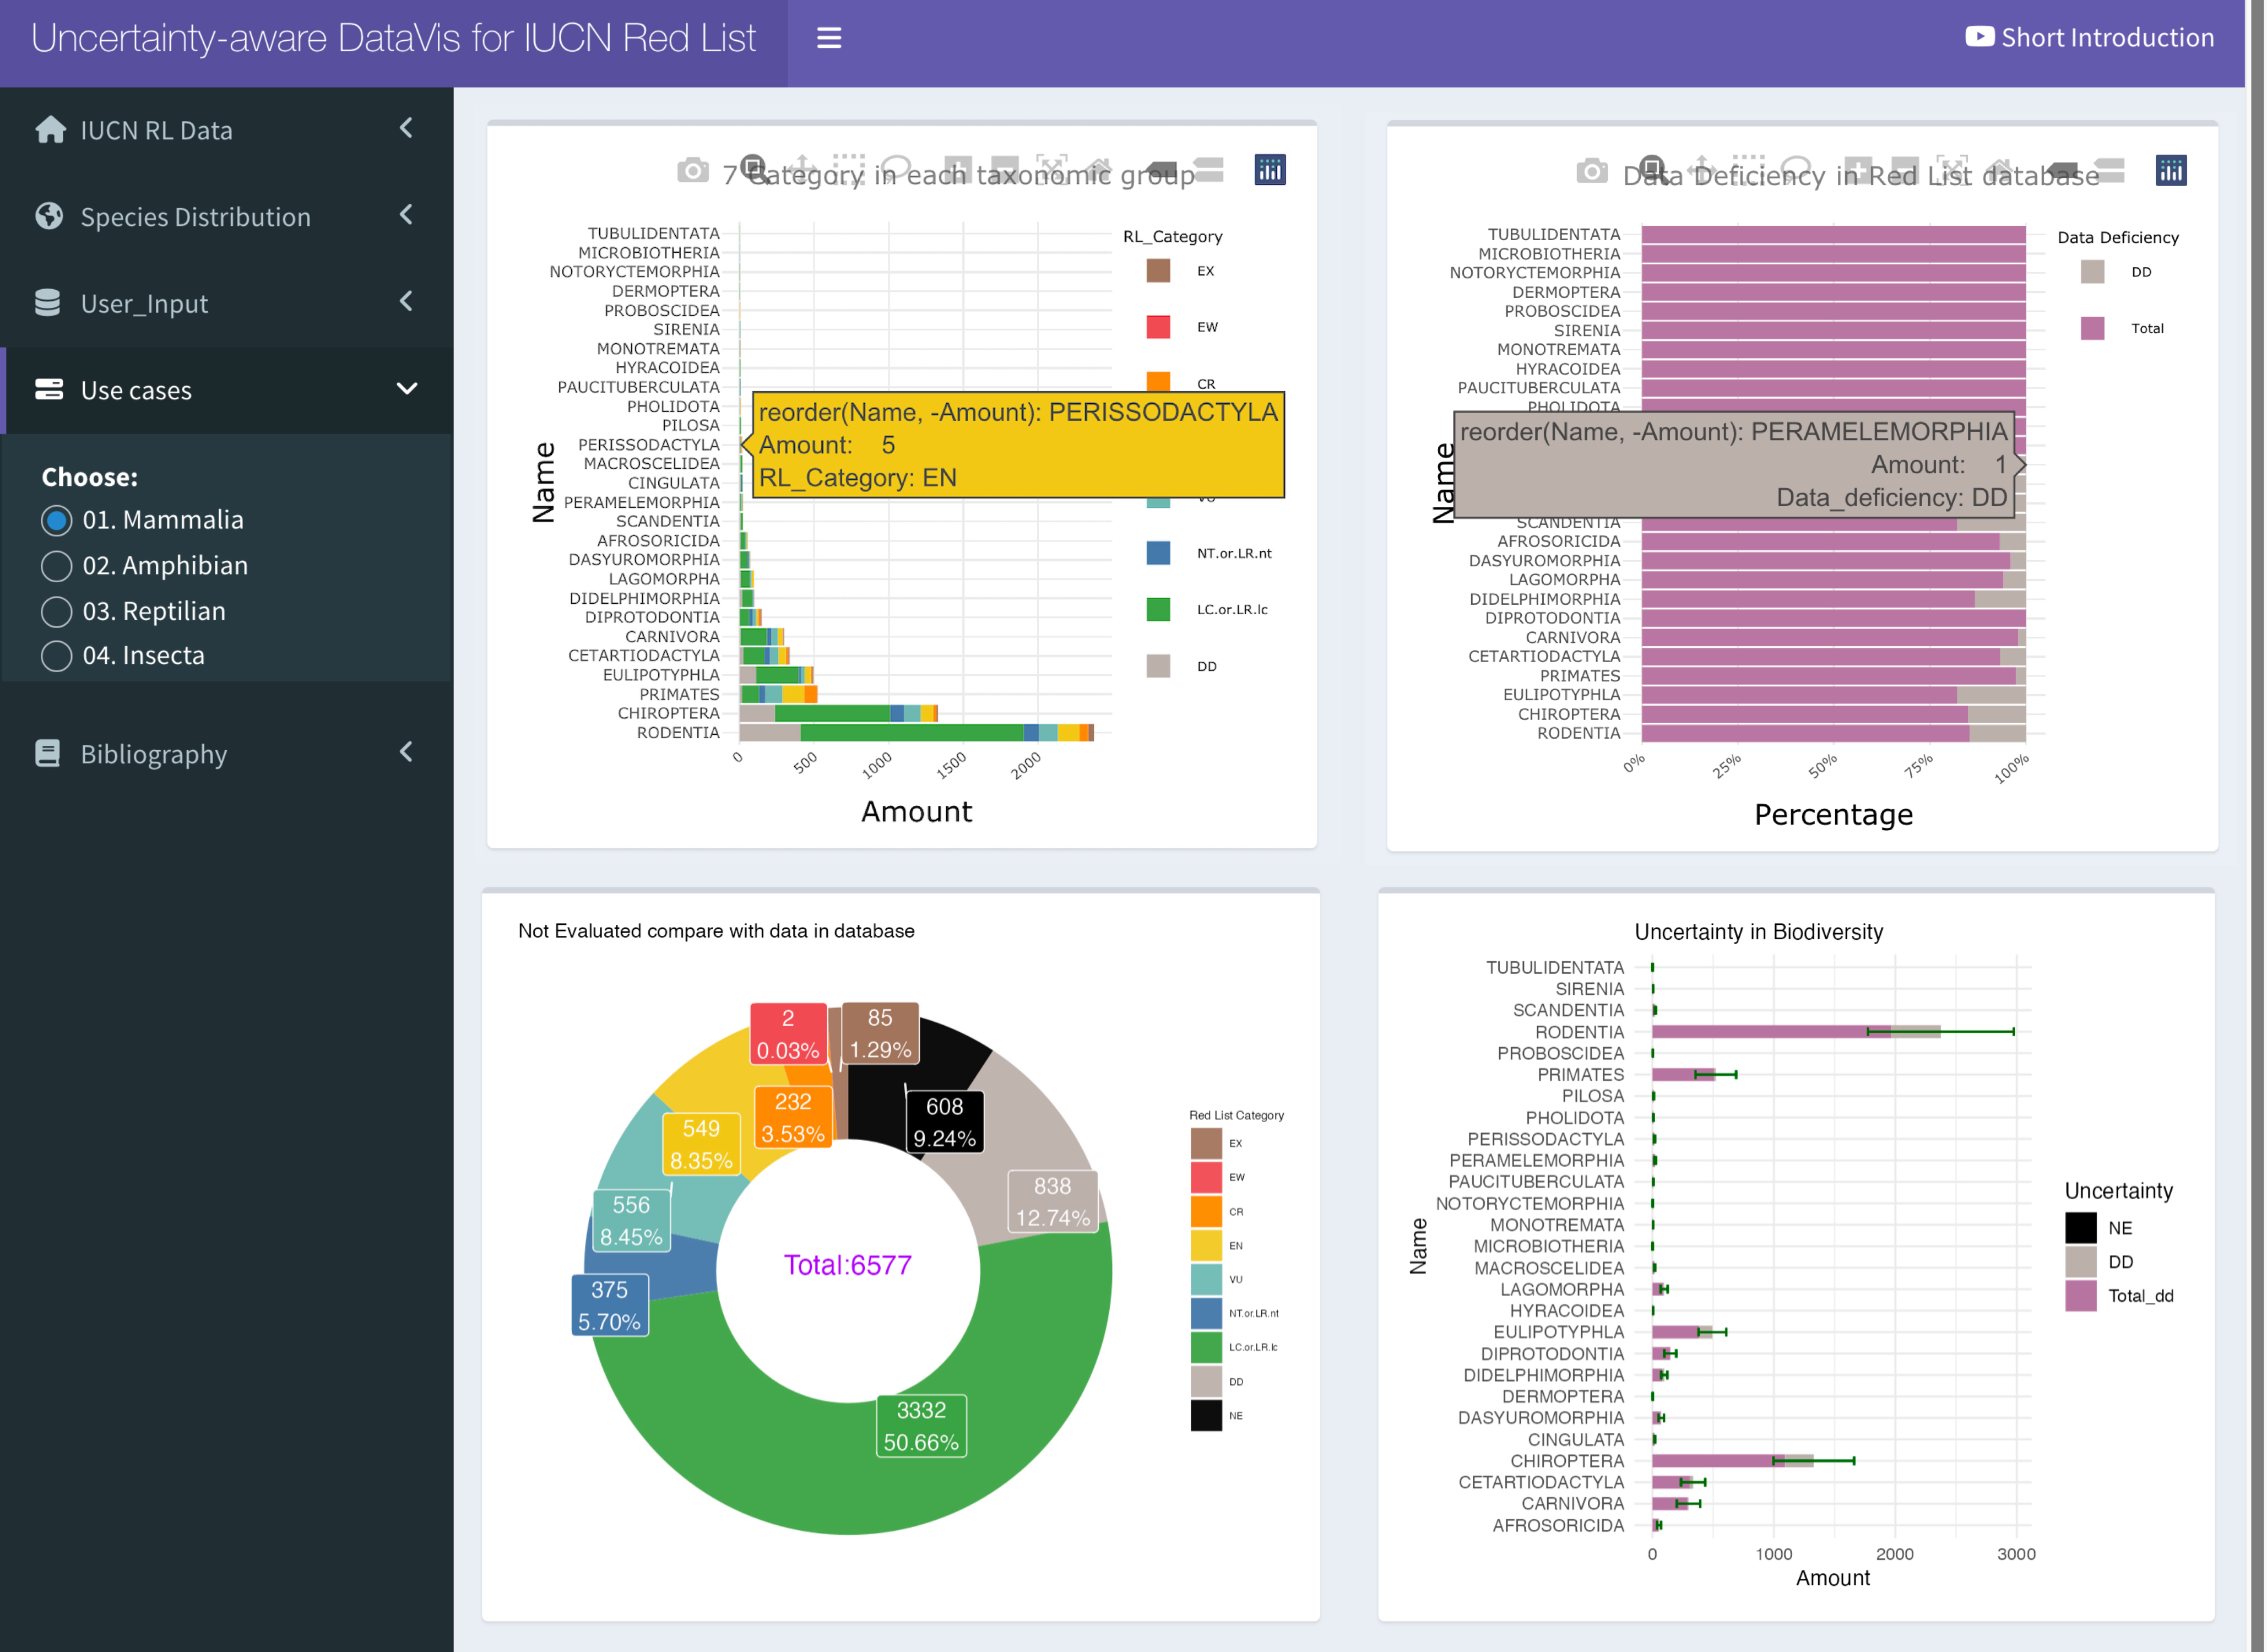 Uncertainty-aware DataVis for IUCN Red List
Short Introduction
IUCN RL Data
Species Distribution
User_Input
Use cases
Choose:
01. Mammalia
02. Amphibian
03. Reptilian
04. Insecta
Bibliography
7 Category in each taxonomic group
Name
TUBULIDENTATA
MICROBIOTHERIA
NOTORYCTEMORPHIA
DERMOPTERA
PROBOSCIDEA
SIRENIA
MONOTREMATA
HYRACOIDEA
PAUCITUBERCULATA
PHOLIDOTA
PILOSA
PERISSODACTYLA
MACROSCELIDEA
CINGULATA
PERAMELEMORPHIA
SCANDENTIA
AFROSORICIDA
DASYUROMORPHIA
LAGOMORPHA
DIDELPHIMORPHIA
DIPROTODONTIA
CARNIVORA
CETARTIODACTYLA
EULIPOTYPHLA
PRIMATES
CHIROPTERA
RODENTIA
0 500 1000 1500 2000
Amount
RL_Category
EX
EW
CR
NT.or.LR.nt
LC.or.LR.lc
DD
reorder(Name, -Amount): PERISSODACTYLA
Amount: 5
RL_Category: EN
Data Deficiency in Red List database
Name
TUBULIDENTATA
MICROBIOTHERIA
NOTORYCTEMORPHIA
DERMOPTERA
PROBOSCIDEA
SIRENIA
MONOTREMATA
HYRACOIDEA
PAUCITUBERCULATA
PHOLIDOTA
reorder(Name, -Amount): PERAMELEMORPHIA
Amount: 1
Data_deficiency: DD
SCANDENTIA
AFROSORICIDA
DASYUROMORPHIA
LAGOMORPHA
DIDELPHIMORPHIA
DIPROTODONTIA
CARNIVORA
CETARTIODACTYLA
PRIMATES
EULIPOTYPHLA
CHIROPTERA
RODENTIA
0% 25% 50% 75% 100%
Percentage
Data Deficiency
DD
Total
Not Evaluated compare with data in database
2
0.03%
85
1.29%
232
3.53%
608
9.24%
549
8.35%
838
12.74%
556
8.45%
Total:6577
375
5.70%
3332
50.66%
Red List Category
EX
EW
CR
EN
VU
NT.or.LR.nt
LC.or.LR.lc
DD
NE
Uncertainty in Biodiversity
Name
TUBULIDENTATA
SIRENIA
SCANDENTIA
RODENTIA
PROBOSCIDEA
PRIMATES
PILOSA
PHOLIDOTA
PERISSODACTYLA
PERAMELEMORPHIA
PAUCITUBERCULATA
NOTORYCTEMORPHIA
MONOTREMATA
MICROBIOTHERIA
MACROSCELIDEA
LAGOMORPHA
HYRACOIDEA
EULIPOTYPHLA
DIPROTODONTIA
DIDELPHIMORPHIA
DERMOPTERA
DASYUROMORPHIA
CINGULATA
CHIROPTERA
CETARTIODACTYLA
CARNIVORA
AFROSORICIDA
0 1000 2000 3000
Amount
Uncertainty
NE
DD
Total_dd